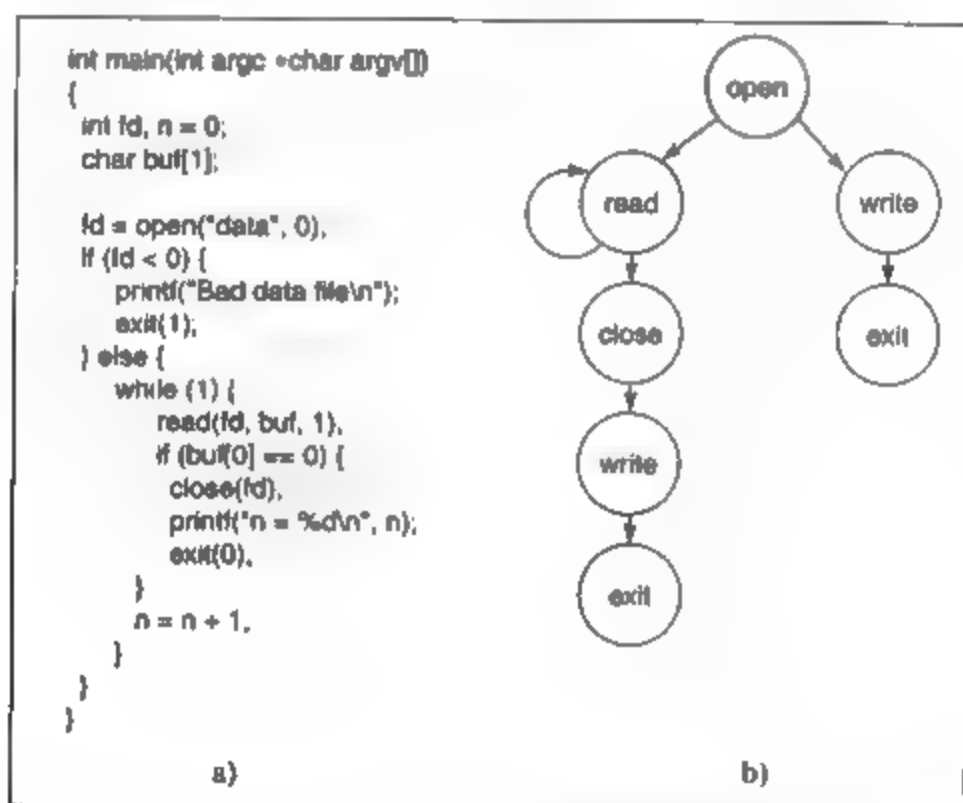 int main(int argc *char argv[])
{
int fd, n = 0;
char buf[1];
fd = open("data", 0),
if (fd < 0) {
printf("Bad data file\n");
exit(1);
} else {
while (1) {
read(fd, buf, 1),
if (buf[0] == 0) {
close(fd),
printf("n = %d\n", n);
exit(0),
}
n = n + 1,
}
}
}
a)
open
read
write
close
exit
write
exit
b)